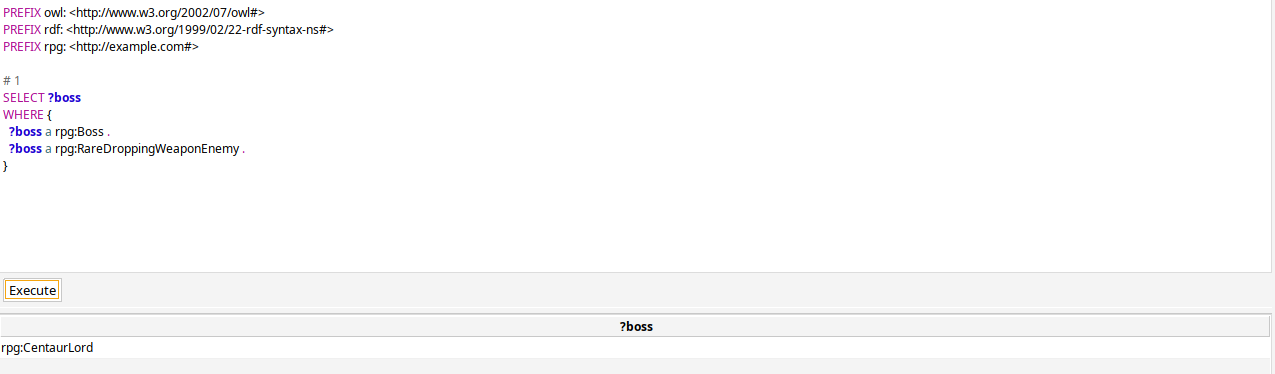 PREFIX owl: <http://www.w3.org/2002/07/owl#>
PREFIX rdf: <http://www.w3.org/1999/02/22-rdf-syntax-ns#>
PREFIX rpg: <http://example.com#>
# 1
SELECT ?boss
WHERE {
?boss a rpg:Boss .
?boss a rpg:RareDroppingWeaponEnemy .
}
Execute
?boss
rpg:CentaurLord